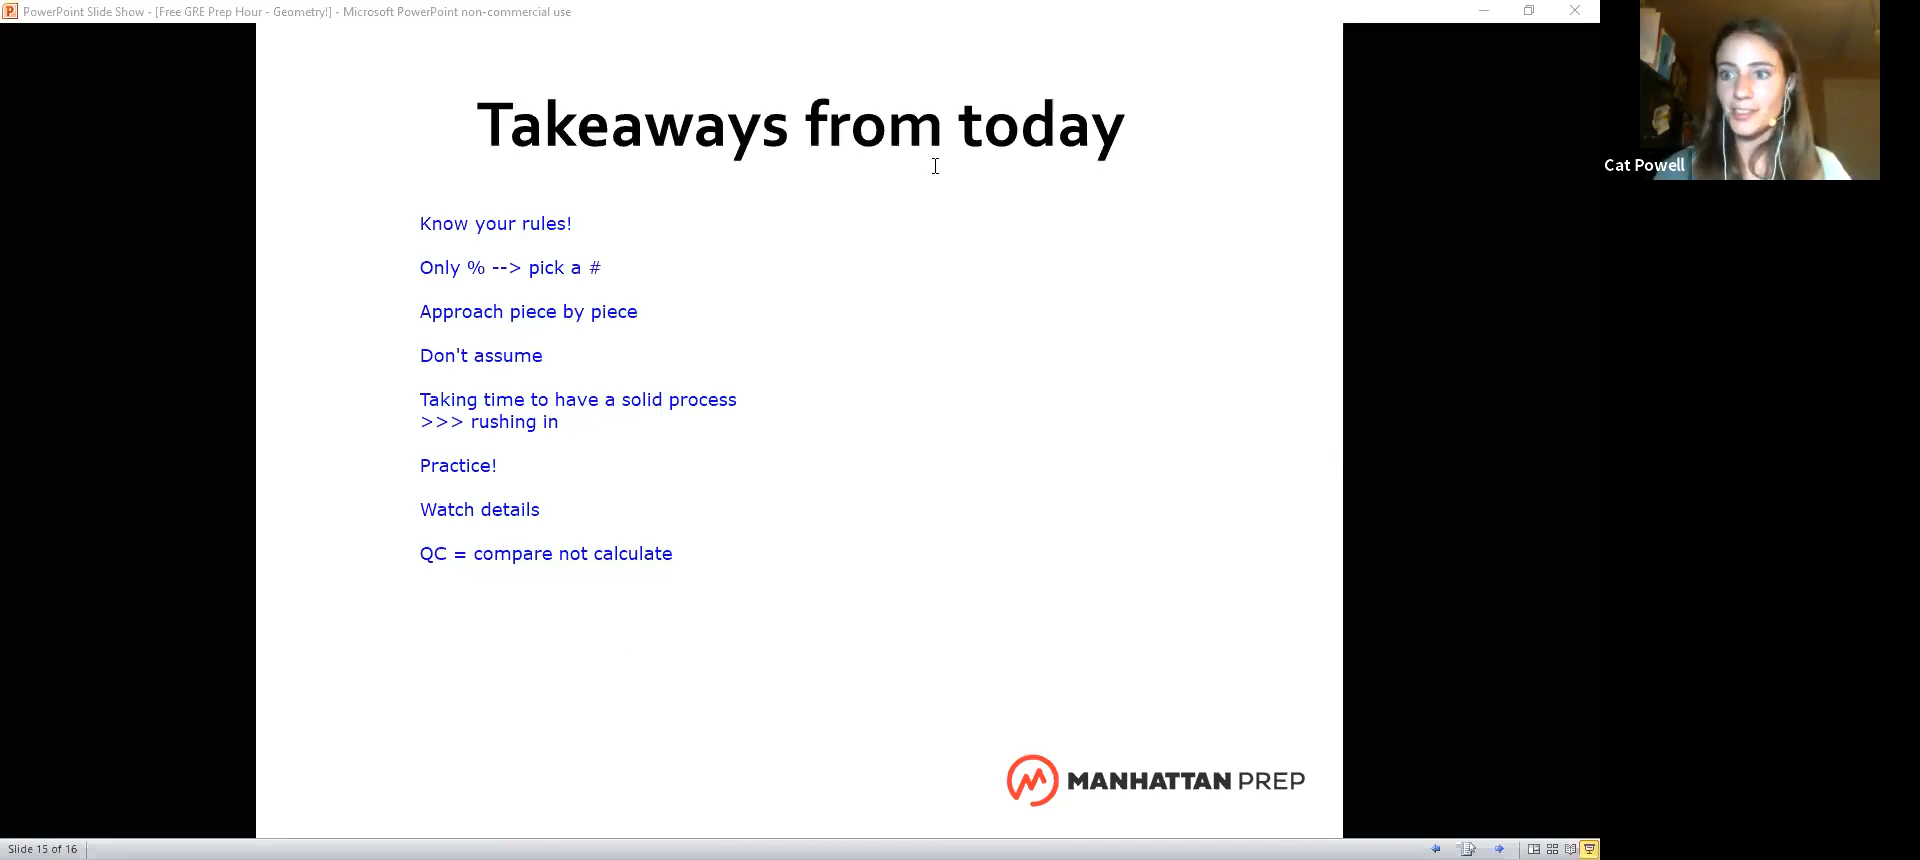 PowerPoint Slide Show - [Free GRE Prep Hour - Geometry!] - Microsoft PowerPoint non-commercial use
Cat Powell
Takeaways from today
Know your rules!
Only % --> pick a #
Approach piece by piece
Don't assume
Taking time to have a solid process
>>> rushing in
Practice!
Watch details
QC = compare not calculate
MANHATTAN PREP
Slide 15 of 16